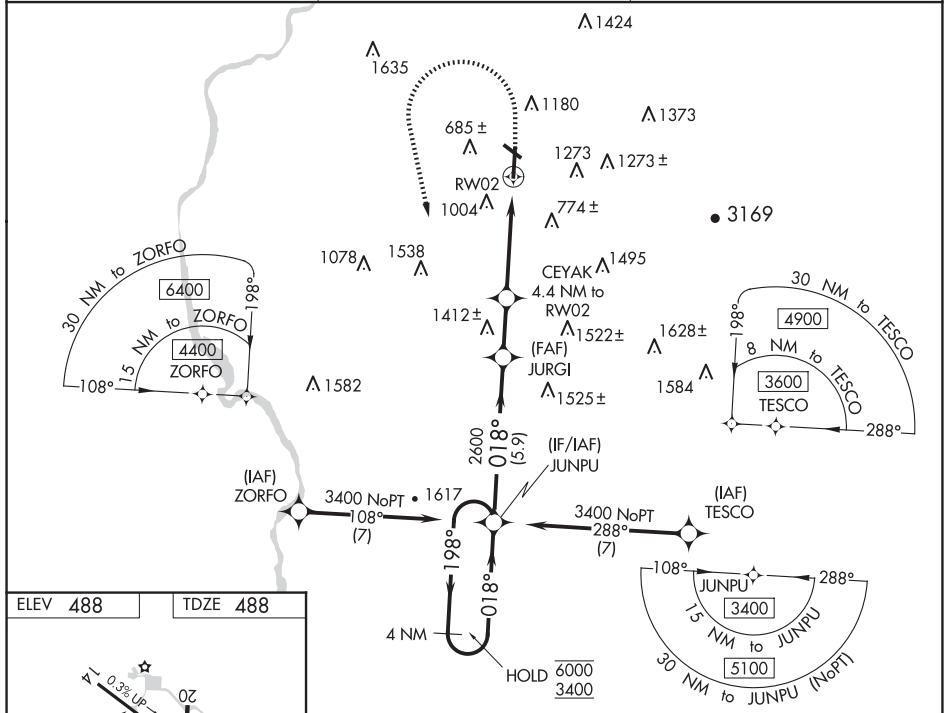 1424
1635
1180
1373
685 ±
1273
1273 ±
RW02
1004
774 ±
3169
1078
1538
CEYAK
4.4 NM to
RW02
1495
1412 ±
1522 ±
1628 ±
1584
(FAF)
JURGI
1582
1525 ±
30 NM to ZORFO
6400
198°
15 NM to ZORFO
4400
ZORFO
108°
30 NM to TESCO
4900
198°
8 NM to TESCO
3600
TESCO
288°
2600
018°
(5.9)
(IF/IAF)
JUNPU
(IAF)
ZORFO
3400 NoPT
108°
(7)
1617
(IAF)
TESCO
3400 NoPT
288°
(7)
198°
018°
4 NM
HOLD
6000
3400
108°
JUNPU
288°
3400
15 NM to JUNPU
5100
30 NM to JUNPU (NoPT)
ELEV 488
TDZE 488
14
0.3% UP
20